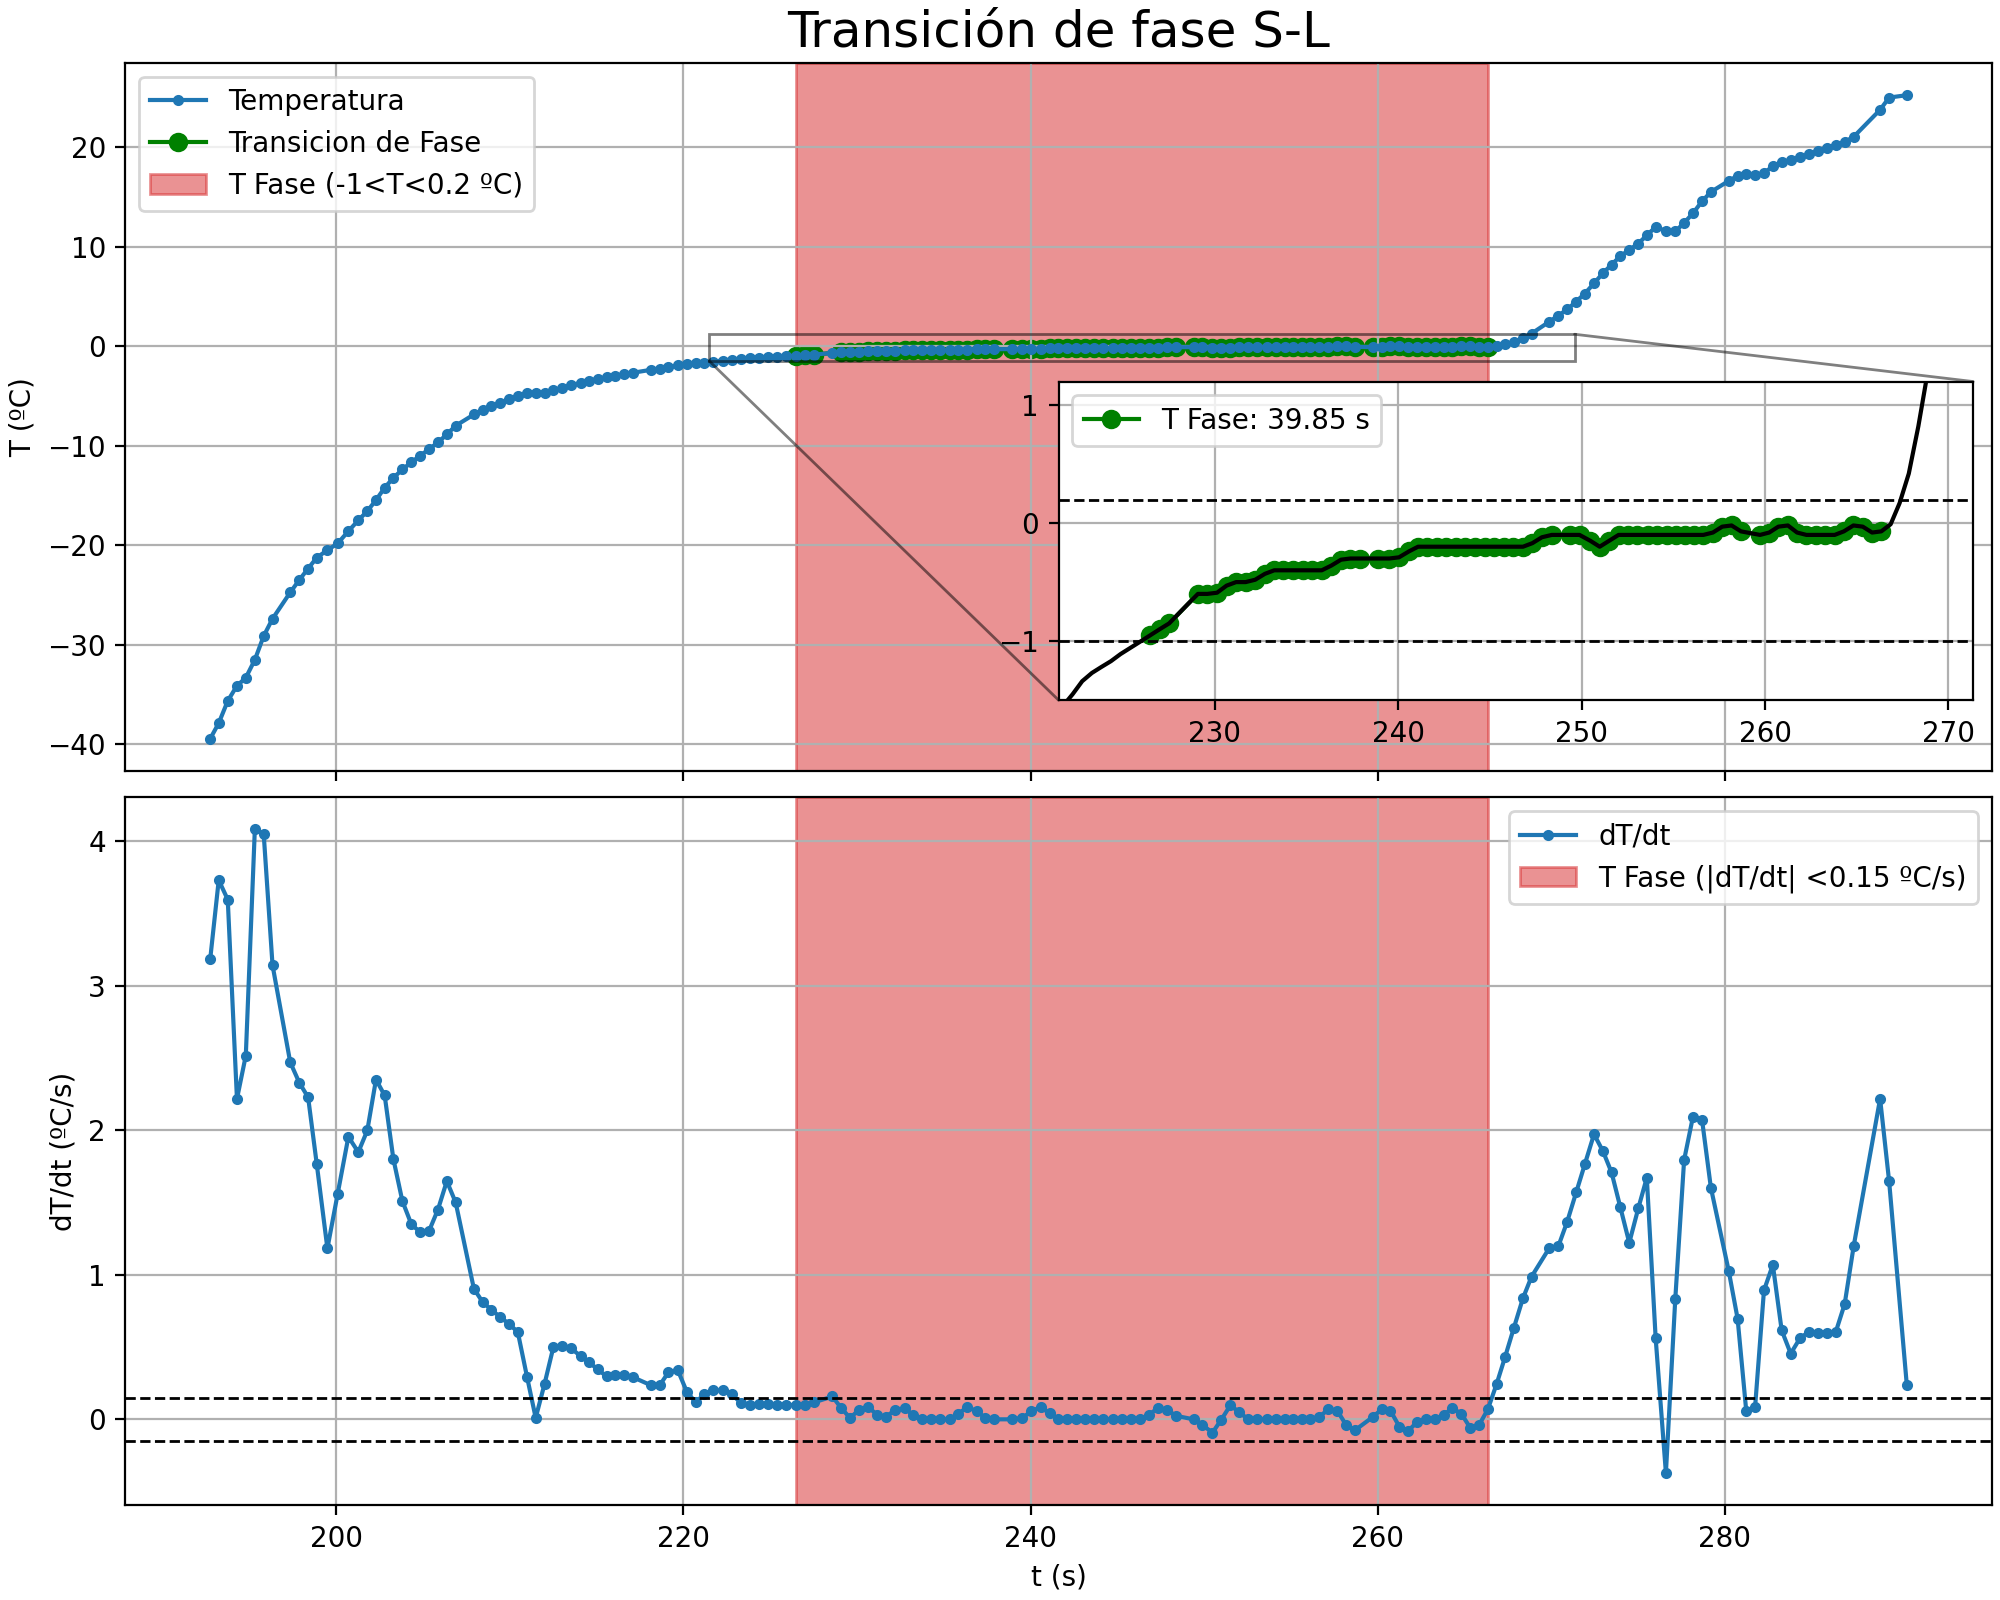 Transición de fase S-L
Temperatura
Transicion de Fase
T Fase (-1<T<0.2 ºC)
T (ºC)
20
10
0
−10
−20
−30
−40
T Fase: 39.85 s
1
0
−1
230 240 250 260 270
dT/dt
T Fase (|dT/dt| <0.15 ºC/s)
dT/dt (ºC/s)
4
3
2
1
0
200 220 240 260 280
t (s)